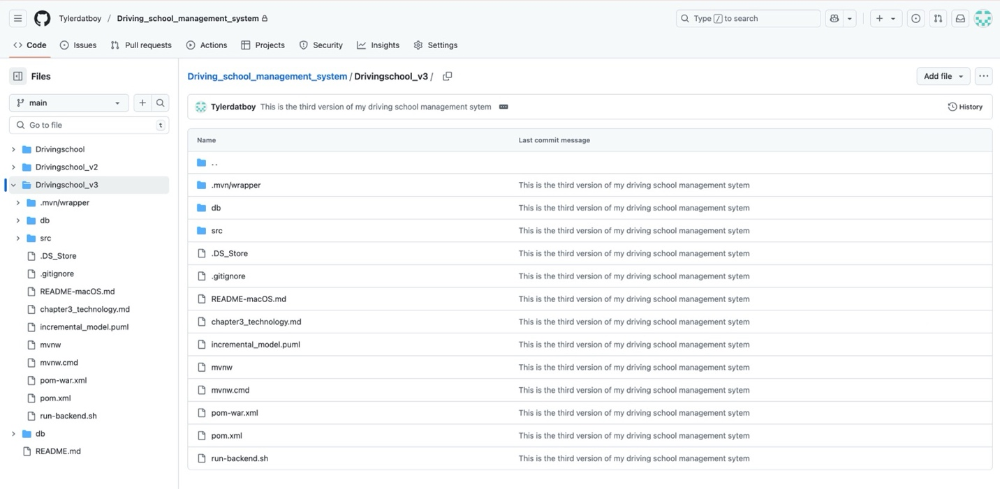 Tylerdatboy / Driving_school_management_system
Type / to search
Code Issues Pull requests Actions Projects Security Insights Settings
Files
main
Go to file t
Drivingschool
Drivingschool_v2
Drivingschool_v3
.mvn/wrapper
db
src
.DS_Store
.gitignore
README-macOS.md
chapter3_technology.md
incremental_model.puml
mvnw
mvnw.cmd
pom-war.xml
pom.xml
run-backend.sh
db
README.md
Driving_school_management_system / Drivingschool_v3 /
Add file
Tylerdatboy This is the third version of my driving school management sytem
History
Name Last commit message
..
.mvn/wrapper This is the third version of my driving school management sytem
db This is the third version of my driving school management sytem
src This is the third version of my driving school management sytem
.DS_Store This is the third version of my driving school management sytem
.gitignore This is the third version of my driving school management sytem
README-macOS.md This is the third version of my driving school management sytem
chapter3_technology.md This is the third version of my driving school management sytem
incremental_model.puml This is the third version of my driving school management sytem
mvnw This is the third version of my driving school management sytem
mvnw.cmd This is the third version of my driving school management sytem
pom-war.xml This is the third version of my driving school management sytem
pom.xml This is the third version of my driving school management sytem
run-backend.sh This is the third version of my driving school management sytem